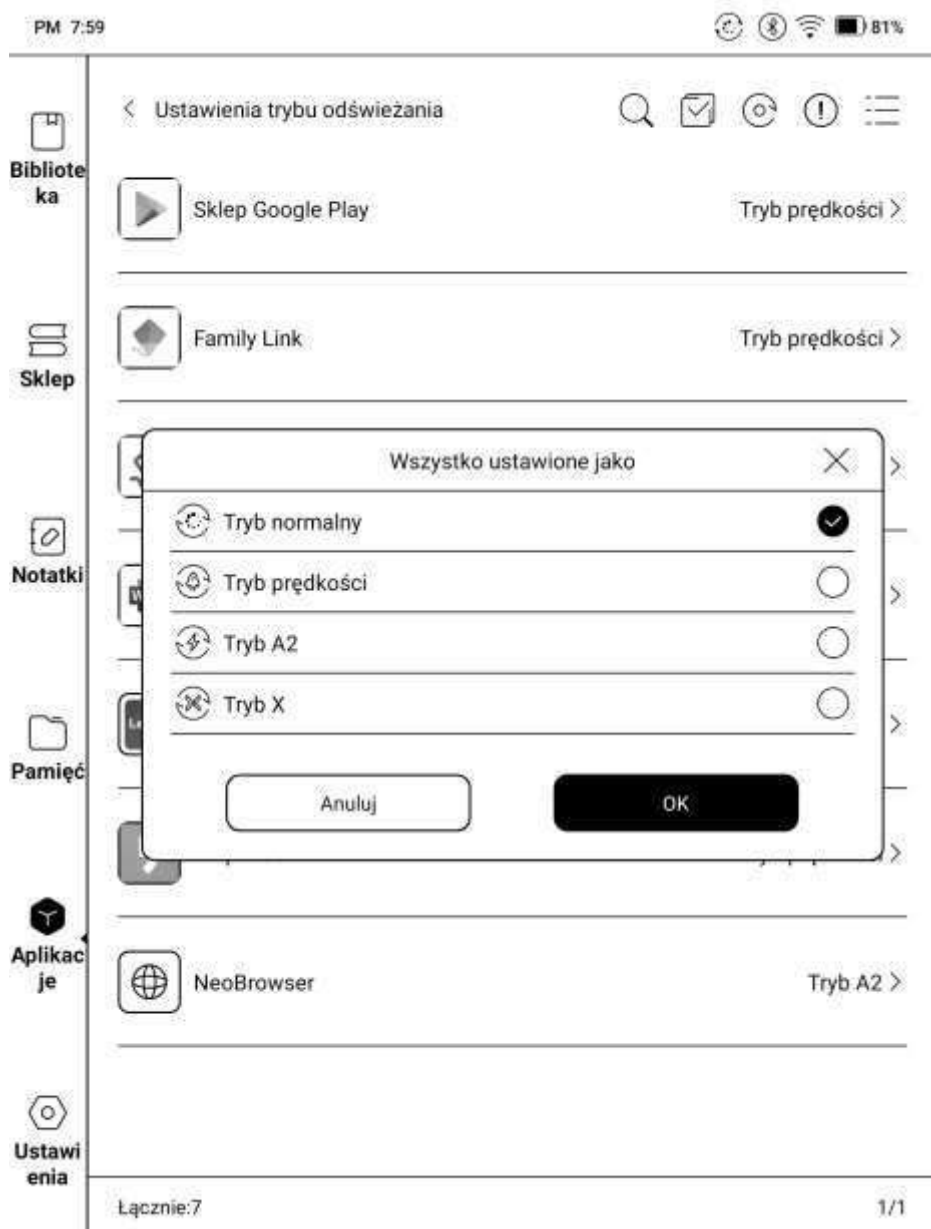 PM 7:59
81%
Ustawienia trybu odświeżania
Bibliote
ka
Sklep Google Play
Tryb prędkości
Family Link
Tryb prędkości
Sklep
Wszystko ustawione jako
Tryb normalny
Notatki
Tryb prędkości
Tryb A2
Tryb X
Pamięć
Anuluj
OK
Aplikac
je
NeoBrowser
Tryb A2
Ustawi
enia
Łącznie:7
1/1